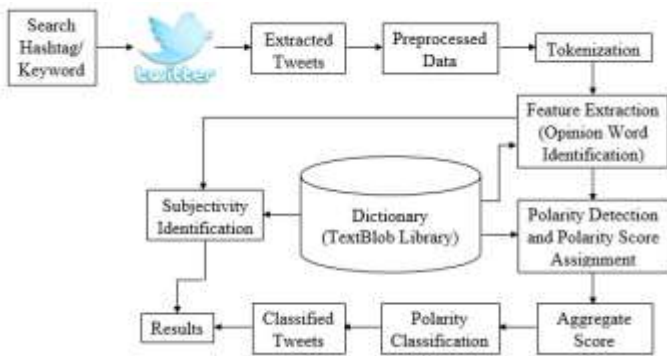 Search
Hashtag/
Keyword
twitter
Extracted
Tweets
Preprocessed
Data
Tokenization
Feature Extraction
(Opinion Word
Identification)
Subjectivity
Identification
Dictionary
(TextBlob Library)
Polarity Detection
and Polarity Score
Assignment
Results
Classified
Tweets
Polarity
Classification
Aggregate
Score